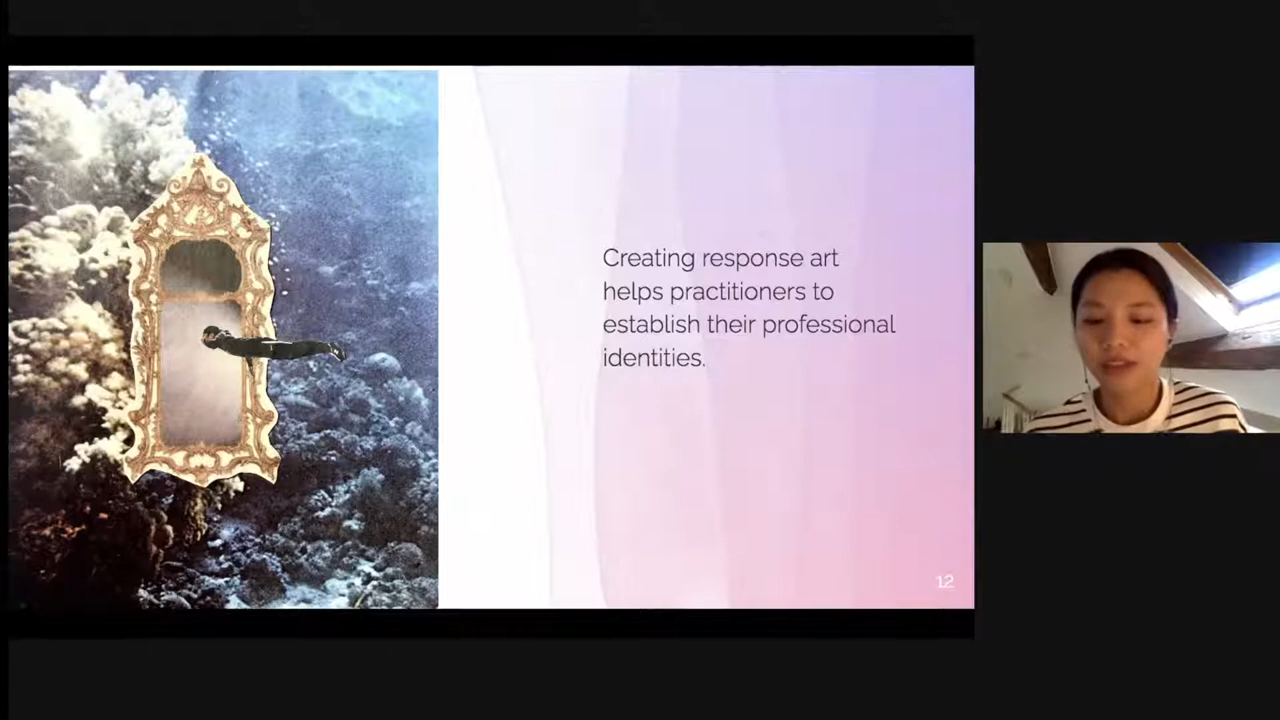 Creating response art
helps practitioners to
establish their professional
identities.
12